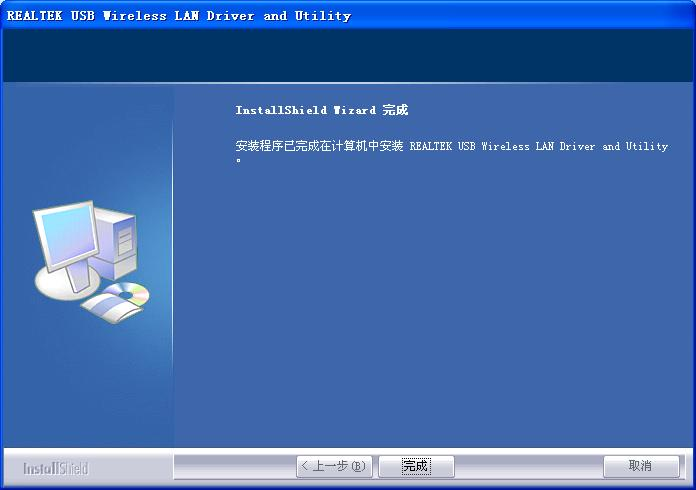 REALTEK USB Wireless LAN Driver and Utility
InstallShield Wizard 完成
安装程序已完成在计算机中安装 REALTEK USB Wireless LAN Driver and Utility
。
InstallShield
< 上一步(B)
完成
取消